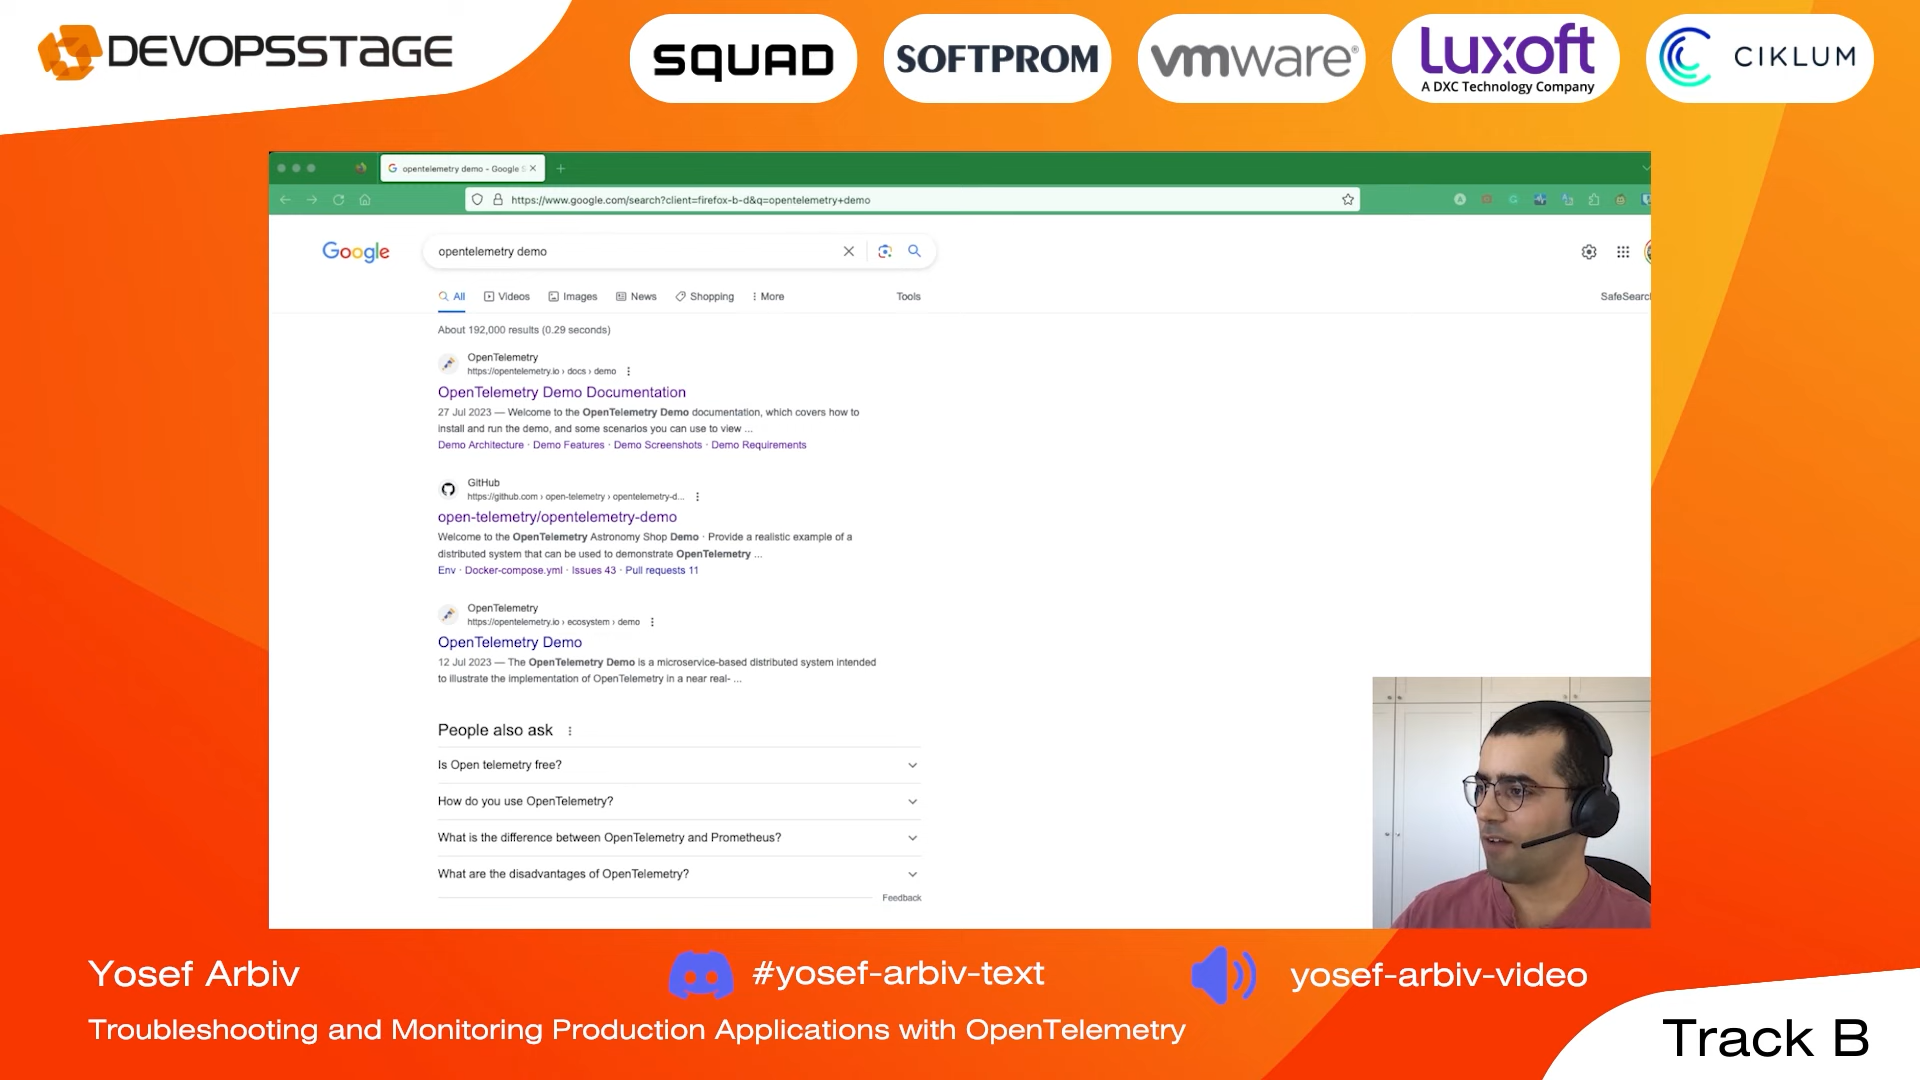 DEVOPSSTAGE
SQUAD
SOFTPROM
vmware®
Luxoft
A DXC Technology Company
CIKLUM
opentelemetry demo - Google S
https://www.google.com/search?client=firefox-b-d&q=opentelemetry+demo
Google
opentelemetry demo
All
Videos
Images
News
Shopping
More
Tools
SafeSearch
About 192,000 results (0.29 seconds)
OpenTelemetry
https://opentelemetry.io › docs › demo
OpenTelemetry Demo Documentation
27 Jul 2023 — Welcome to the OpenTelemetry Demo documentation, which covers how to
install and run the demo, and some scenarios you can use to view ...
Demo Architecture · Demo Features · Demo Screenshots · Demo Requirements
GitHub
https://github.com › open-telemetry › opentelemetry-d...
open-telemetry/opentelemetry-demo
Welcome to the OpenTelemetry Astronomy Shop Demo · Provide a realistic example of a
distributed system that can be used to demonstrate OpenTelemetry ...
Env · Docker-compose.yml · Issues 43 · Pull requests 11
OpenTelemetry
https://opentelemetry.io › ecosystem › demo
OpenTelemetry Demo
12 Jul 2023 — The OpenTelemetry Demo is a microservice-based distributed system intended
to illustrate the implementation of OpenTelemetry in a near real- ...
People also ask
Is Open telemetry free?
How do you use OpenTelemetry?
What is the difference between OpenTelemetry and Prometheus?
What are the disadvantages of OpenTelemetry?
Feedback
Yosef Arbiv
#yosef-arbiv-text
yosef-arbiv-video
Troubleshooting and Monitoring Production Applications with OpenTelemetry
Track B